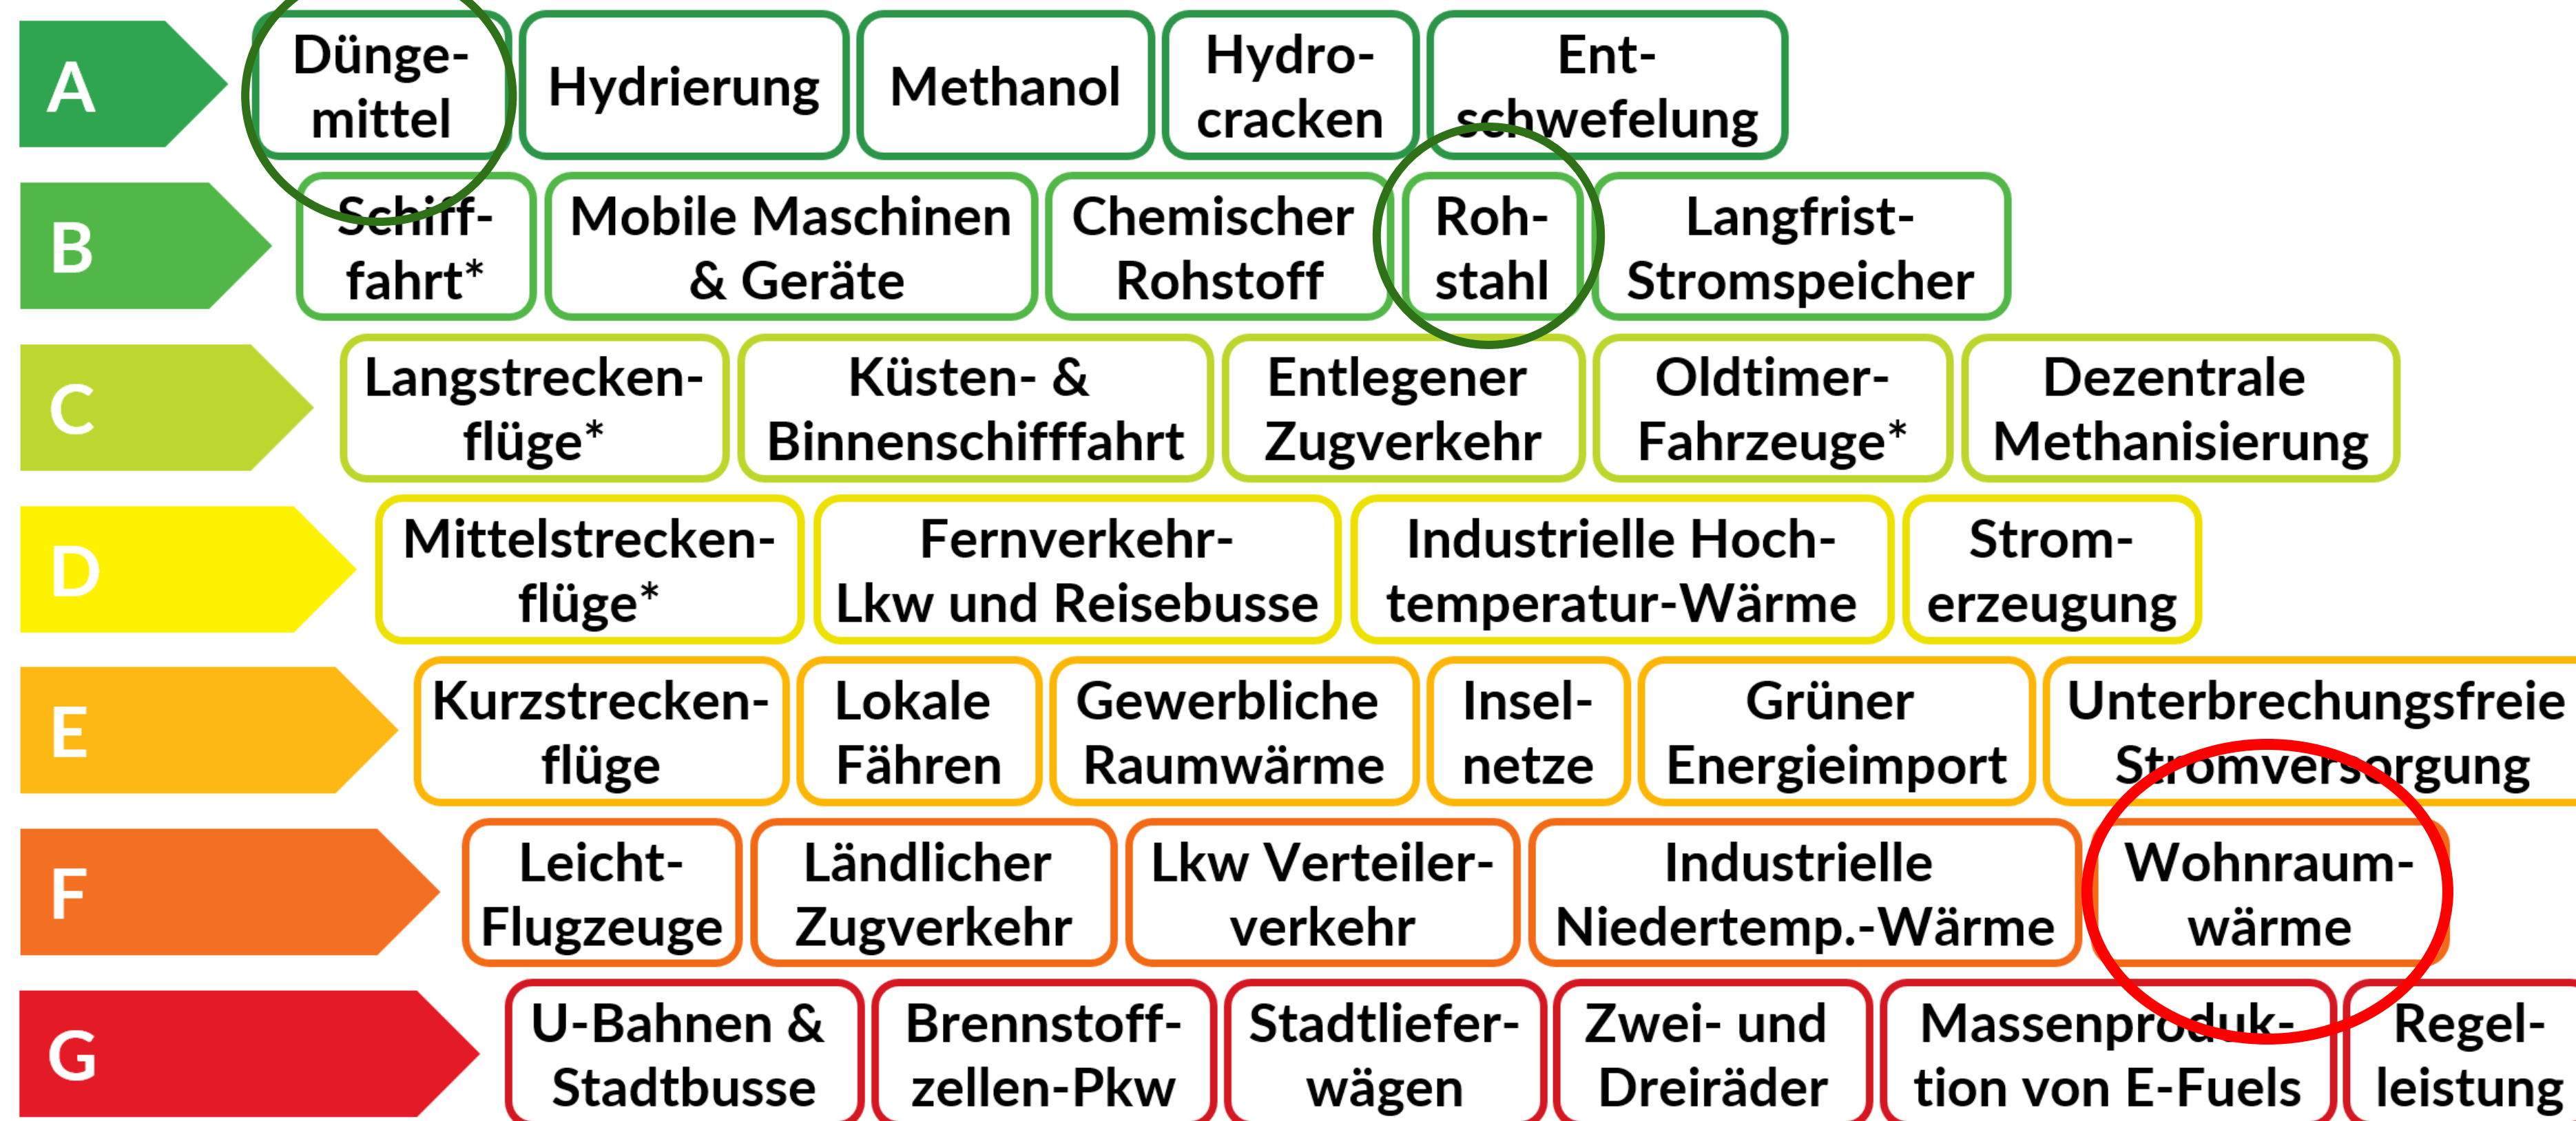 A
Dünge-
mittel
Hydrierung
Methanol
Hydro-
cracken
Ent-
schwefelung
B
Schiff-
fahrt*
Mobile Maschinen
& Geräte
Chemischer
Rohstoff
Roh-
stahl
Langfrist-
Stromspeicher
C
Langstrecken-
flüge*
Küsten- &
Binnenschifffahrt
Entlegener
Zugverkehr
Oldtimer-
Fahrzeuge*
Dezentrale
Methanisierung
D
Mittelstrecken-
flüge*
Fernverkehr-
Lkw und Reisebusse
Industrielle Hoch-
temperatur-Wärme
Strom-
erzeugung
E
Kurzstrecken-
flüge
Lokale
Fähren
Gewerbliche
Raumwärme
Insel-
netze
Grüner
Energieimport
Unterbrechungsfreie
Stromversorgung
F
Leicht-
Flugzeuge
Ländlicher
Zugverkehr
Lkw Verteiler-
verkehr
Industrielle
Niedertemp.-Wärme
Wohnraum-
wärme
G
U-Bahnen &
Stadtbusse
Brennstoff-
zellen-Pkw
Stadtliefer-
wägen
Zwei- und
Dreiräder
Massenproduk-
tion von E-Fuels
Regel-
leistung